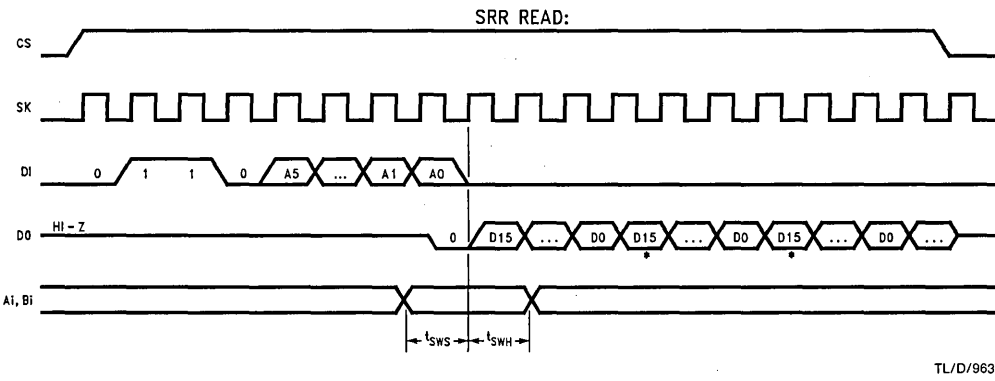 SRR READ:
CS
SK
DI 0 1 1 0 A5 ... A1 A0
DO HI-Z 0 D15 ... D0 D15 ... D0 D15 ... D0 ...
* *
Ai, Bi
tSWS tSWH
TL/D/963